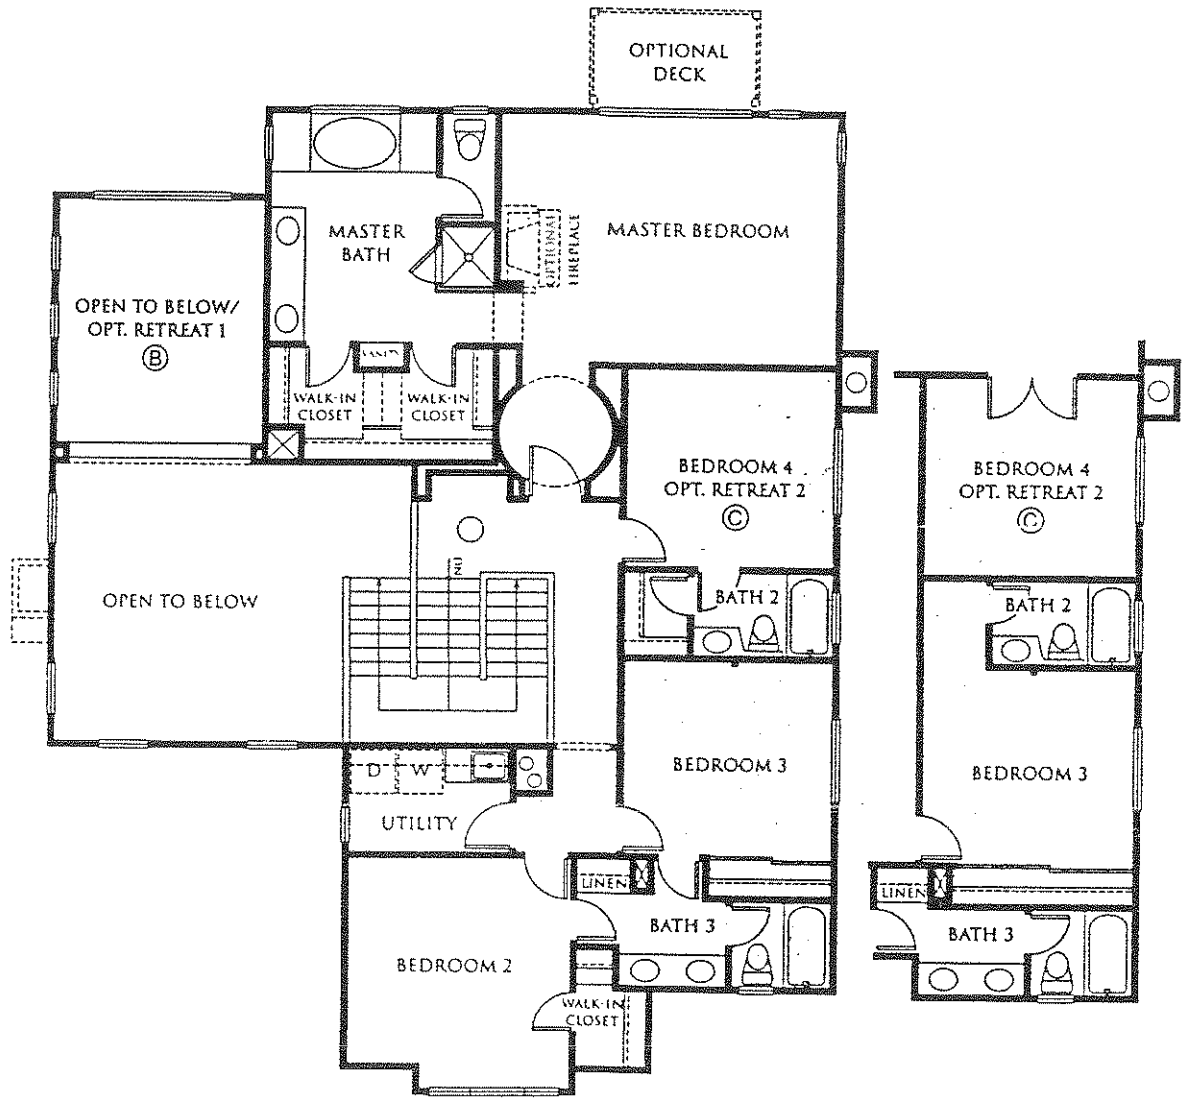 OPTIONAL
DECK
MASTER
BATH
OPTIONAL
FIREPLACE
MASTER BEDROOM
OPEN TO BELOW/
OPT. RETREAT 1
B
VANITY
WALK-IN
CLOSET
WALK-IN
CLOSET
BEDROOM 4
OPT. RETREAT 2
C
BEDROOM 4
OPT. RETREAT 2
C
DN
OPEN TO BELOW
BATH 2
BATH 2
BEDROOM 3
BEDROOM 3
D
W
UTILITY
LINEN
LINEN
BATH 3
BATH 3
BEDROOM 2
WALK-IN
CLOSET